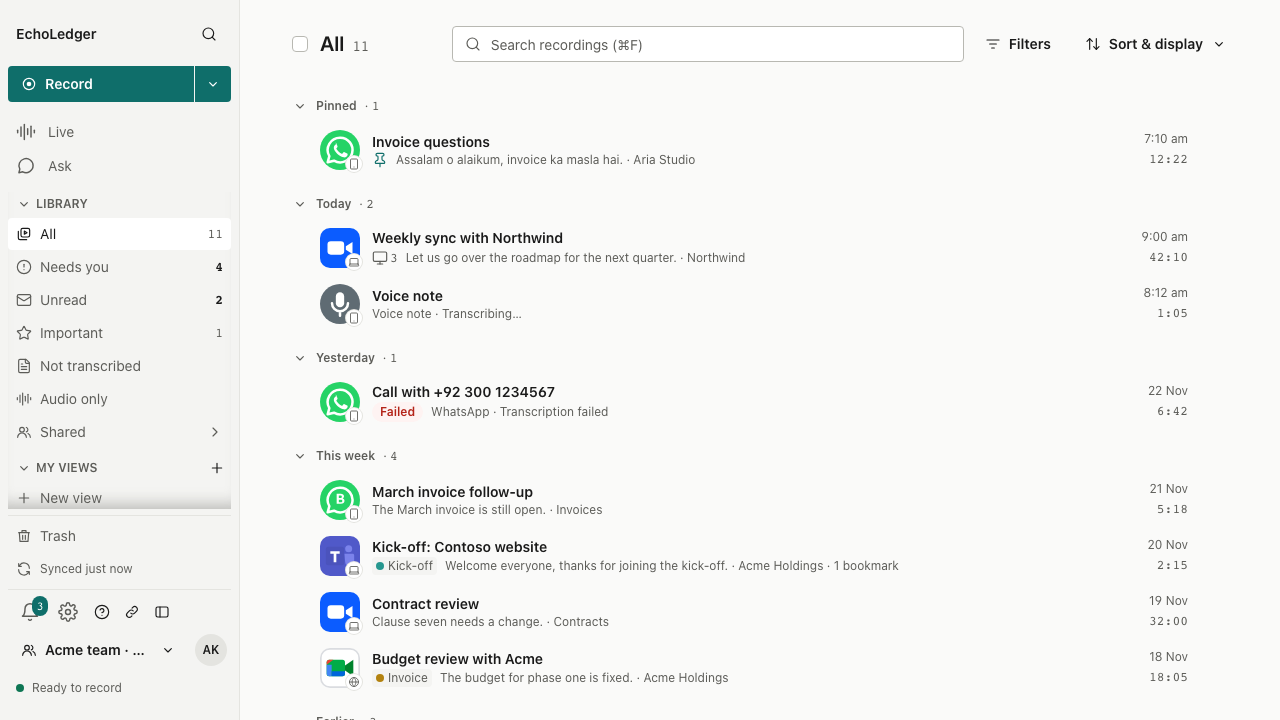 EchoLedger
Record
Live
Ask
LIBRARY
All 11
Needs you 4
Unread 2
Important 1
Not transcribed
Audio only
Shared
MY VIEWS
New view
Trash
Synced just now
3
Acme team · ... AK
Ready to record
All 11
Search recordings (⌘F)
Filters
Sort & display
Pinned · 1
Invoice questions 7:10 am
Assalam o alaikum, invoice ka masla hai. · Aria Studio 12:22
Today · 2
Weekly sync with Northwind 9:00 am
3 Let us go over the roadmap for the next quarter. · Northwind 42:10
Voice note 8:12 am
Voice note · Transcribing... 1:05
Yesterday · 1
Call with +92 300 1234567 22 Nov
Failed WhatsApp · Transcription failed 6:42
This week · 4
March invoice follow-up 21 Nov
The March invoice is still open. · Invoices 5:18
Kick-off: Contoso website 20 Nov
Kick-off Welcome everyone, thanks for joining the kick-off. · Acme Holdings · 1 bookmark 2:15
Contract review 19 Nov
Clause seven needs a change. · Contracts 32:00
Budget review with Acme 18 Nov
Invoice The budget for phase one is fixed. · Acme Holdings 18:05